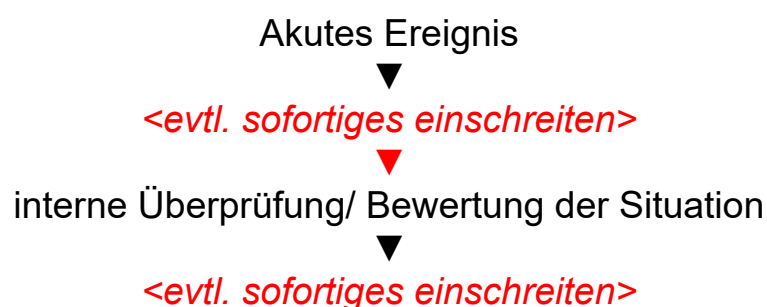 Akutes Ereignis
<evtl. sofortiges einschreiten>
interne Überprüfung/ Bewertung der Situation
<evtl. sofortiges einschreiten>